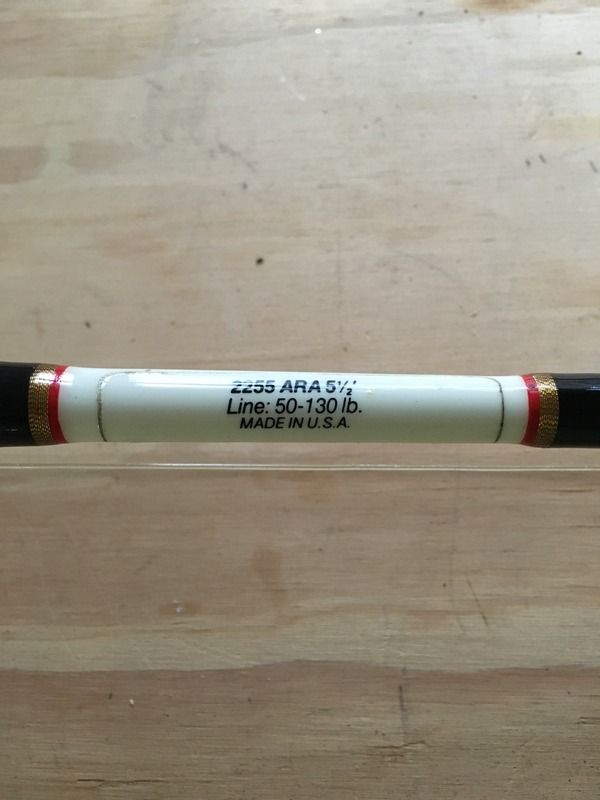 2255 ARA 5½'
Line: 50-130 lb.
MADE IN U.S.A.